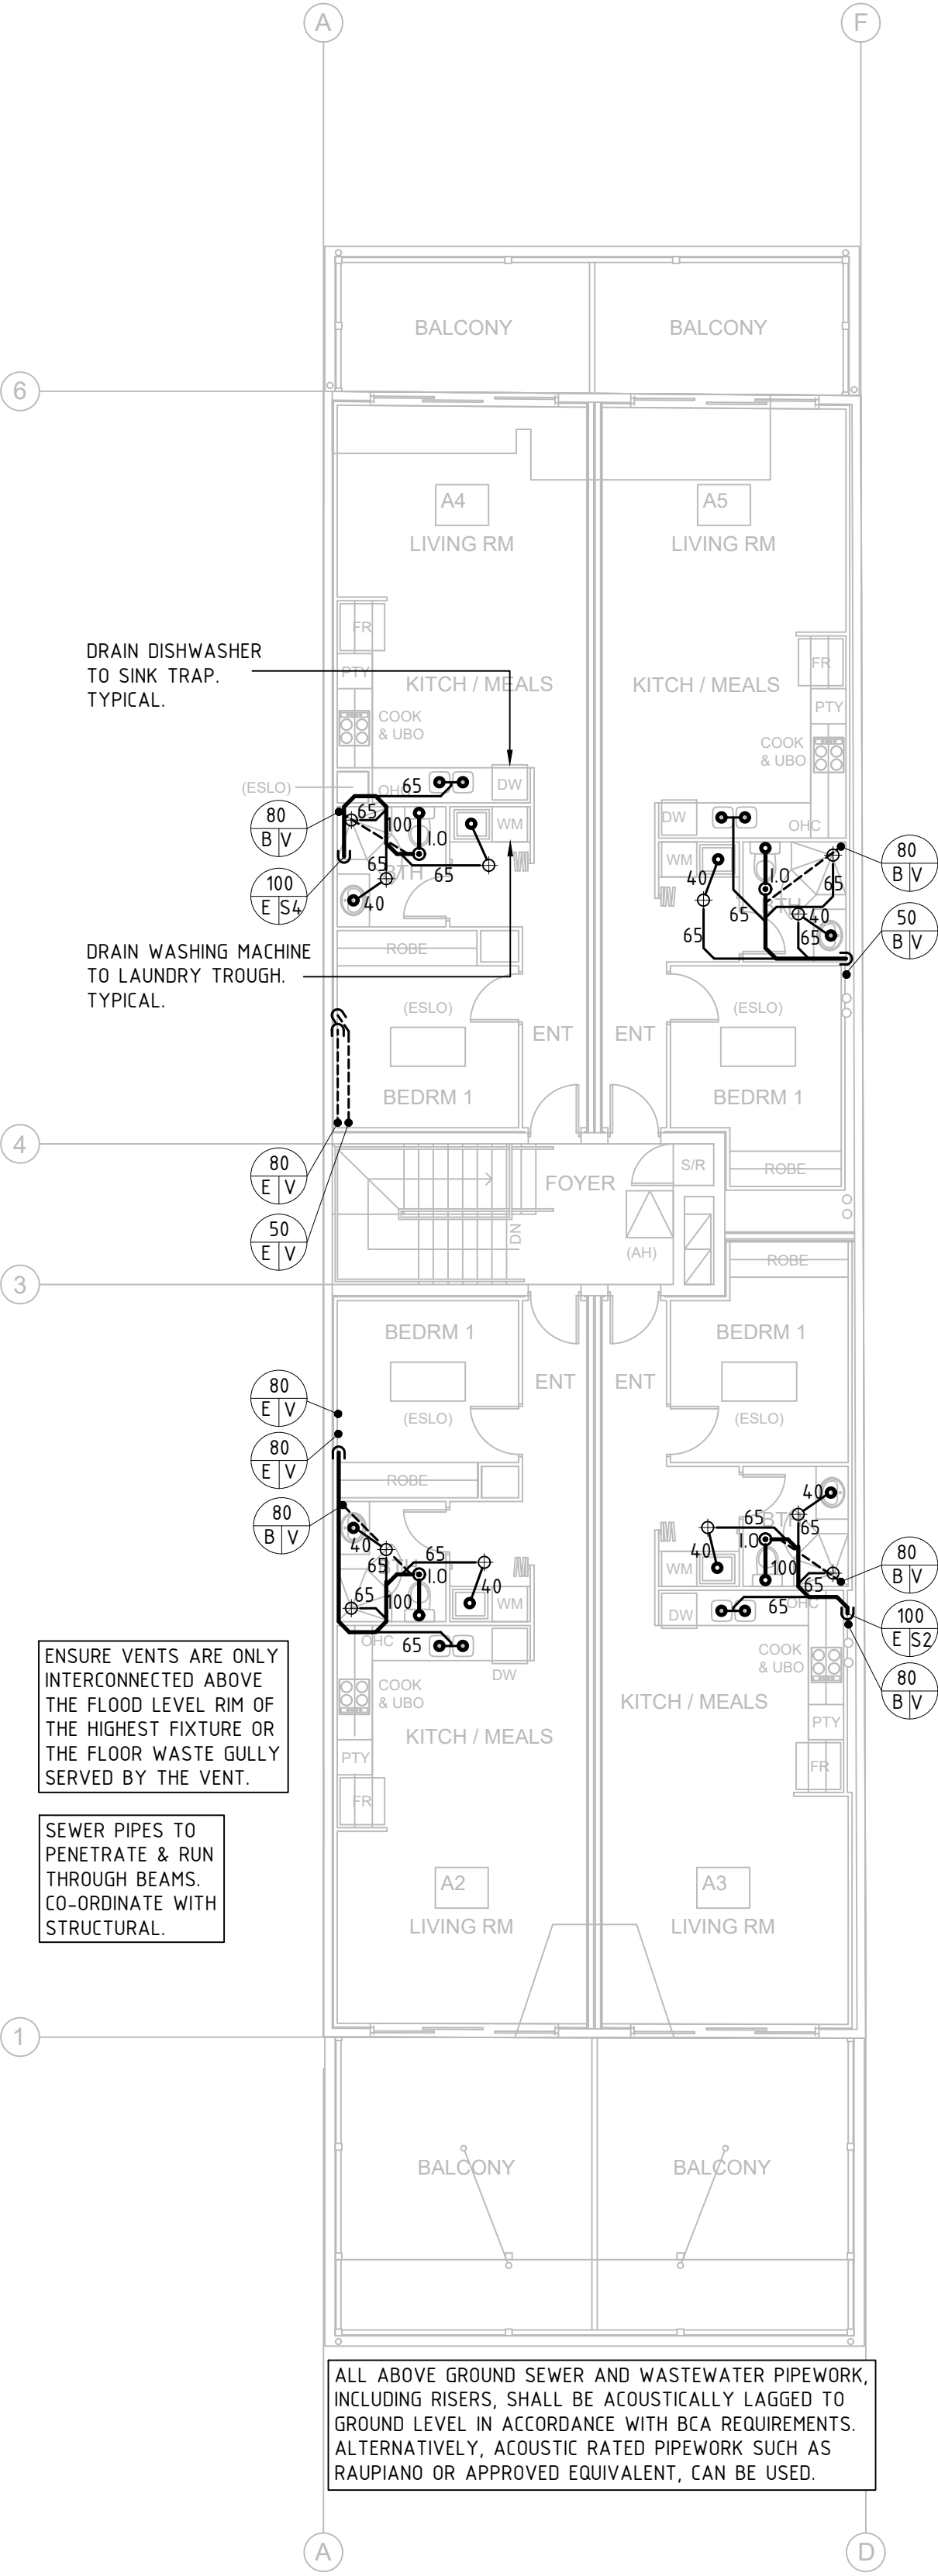 A
F
BALCONY
BALCONY
6
A4
LIVING RM
A5
LIVING RM
FR
DRAIN DISHWASHER
TO SINK TRAP.
TYPICAL.
PTY
KITCH / MEALS
KITCH / MEALS
FR
PTY
COOK
& UBO
COOK
& UBO
(ESLO)
OHC
65
DW
DW
OHC
80
B V
65
100
I.O
WM
65
65
BTH
40
100
E S4
WM
40
I.O
65
BTH
40
65
65
65
80
B V
50
B V
DRAIN WASHING MACHINE
TO LAUNDRY TROUGH.
TYPICAL.
ROBE
(ESLO)
ENT
ENT
(ESLO)
BEDRM 1
BEDRM 1
4
80
E V
50
E V
FOYER
S/R
ROBE
DN
(AH)
3
ROBE
BEDRM 1
BEDRM 1
80
E V
ENT
ENT
(ESLO)
(ESLO)
80
E V
ROBE
80
B V
40
65
65
I.O
65
100
40
WM
65
OHC
DW
40
BTH
65
65
I.O
40
WM
100
65
DW
65
OHC
80
B V
100
E S2
80
B V
ENSURE VENTS ARE ONLY
INTERCONNECTED ABOVE
THE FLOOD LEVEL RIM OF
THE HIGHEST FIXTURE OR
THE FLOOR WASTE GULLY
SERVED BY THE VENT.
COOK
& UBO
COOK
& UBO
KITCH / MEALS
KITCH / MEALS
PTY
PTY
FR
FR
SEWER PIPES TO
PENETRATE & RUN
THROUGH BEAMS.
CO-ORDINATE WITH
STRUCTURAL.
A2
LIVING RM
A3
LIVING RM
1
BALCONY
BALCONY
ALL ABOVE GROUND SEWER AND WASTEWATER PIPEWORK,
INCLUDING RISERS, SHALL BE ACOUSTICALLY LAGGED TO
GROUND LEVEL IN ACCORDANCE WITH BCA REQUIREMENTS.
ALTERNATIVELY, ACOUSTIC RATED PIPEWORK SUCH AS
RAUPIANO OR APPROVED EQUIVALENT, CAN BE USED.
A
D